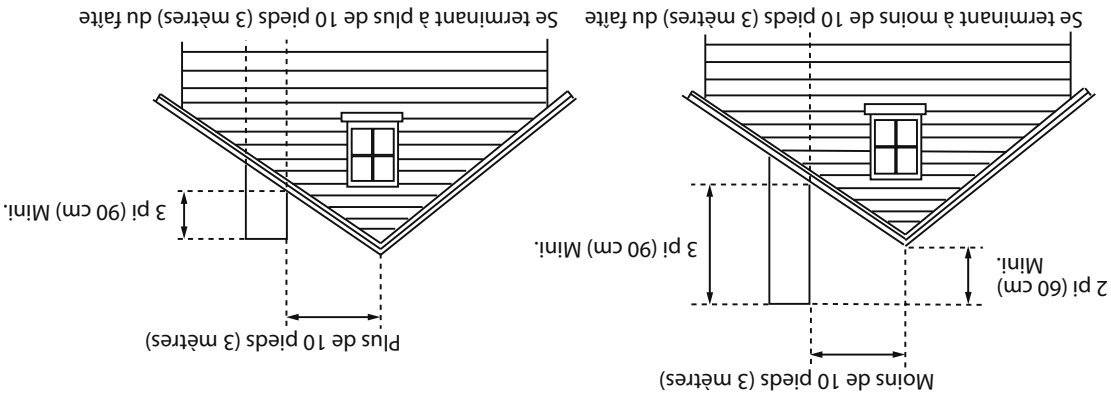 Moins de 10 pieds (3 mètres)
2 pi (60 cm)
Mini.
3 pi (90 cm) Mini.
Se terminant à moins de 10 pieds (3 mètres) du faîte
Plus de 10 pieds (3 mètres)
3 pi (90 cm) Mini.
Se terminant à plus de 10 pieds (3 mètres) du faîte